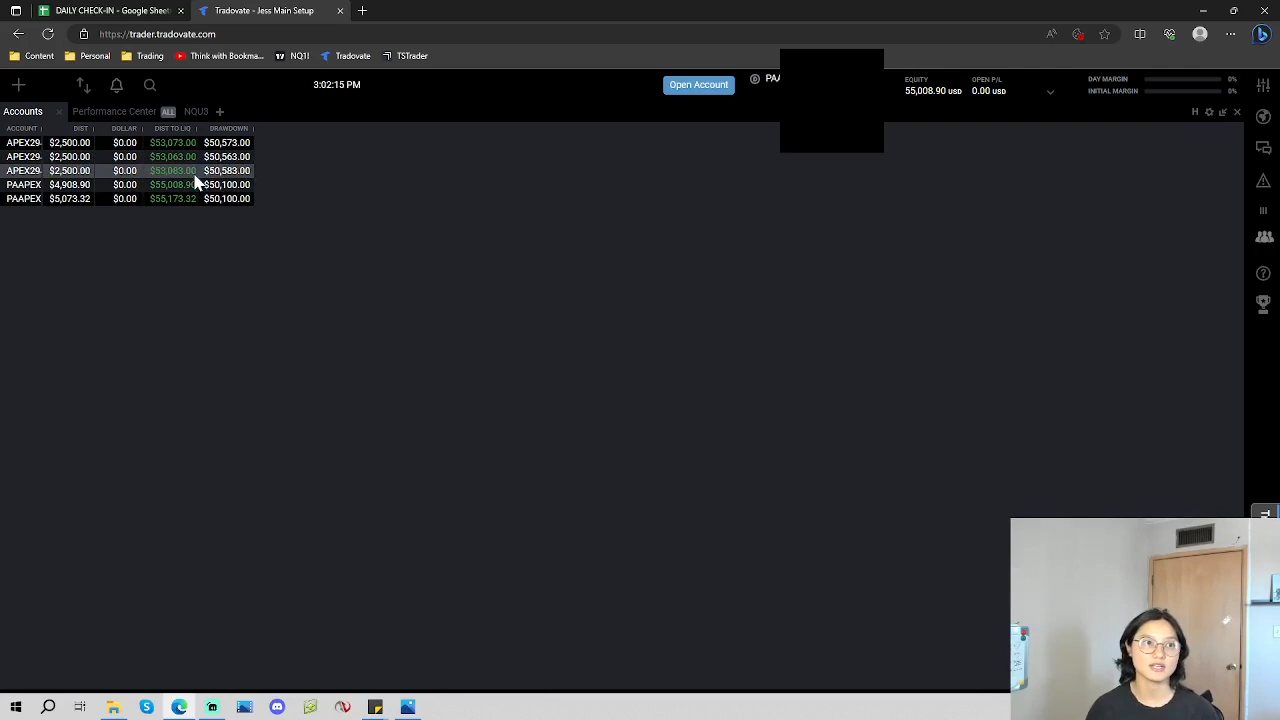 DAILY CHECK-IN - Google Sheet
Tradovate - Jess Main Setup
https://trader.tradovate.com
Content
Personal
Trading
Think with Bookma...
NQ1!
Tradovate
TSTrader
3:02:15 PM
Open Account
PAA
EQUITY
55,008.90 USD
OPEN P/L
0.00 USD
DAY MARGIN 0%
INITIAL MARGIN 0%
Accounts
Performance Center ALL
NQU3
H
ACCOUNT DIST DOLLAR DIST TO LIQ DRAWDOWN
APEX29 $2,500.00 $0.00 $53,073.00 $50,573.00
APEX29 $2,500.00 $0.00 $53,063.00 $50,563.00
APEX29 $2,500.00 $0.00 $53,083.00 $50,583.00
PAAPEX $4,908.90 $0.00 $55,008.90 $50,100.00
PAAPEX $5,073.32 $0.00 $55,173.32 $50,100.00